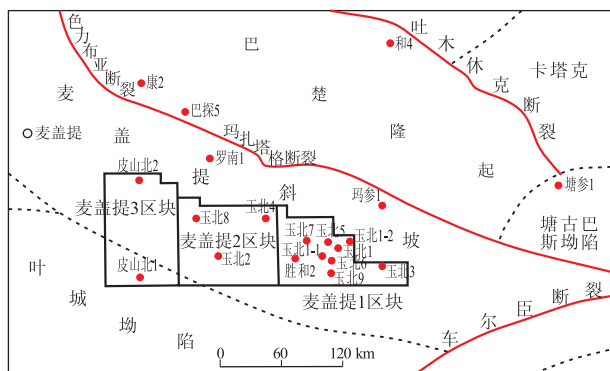 色力布亚断裂
巴楚隆起
和4
吐木休克断裂
卡塔克
康2
巴探5
麦盖提斜坡
麦盖提
玛扎塔格断裂
罗南1
皮山北2
玛参1
塘参1
塘古巴
斯坳陷
麦盖提3区块
玉北8
玉北4
麦盖提2区块
玉北2
玉北7
玉北5
玉北1-2
玉北1-1
玉北1
胜和2
玉北6
玉北9
玉北3
皮山北1
麦盖提1区块
叶城坳陷
车尔臣断裂
0 60 120 km